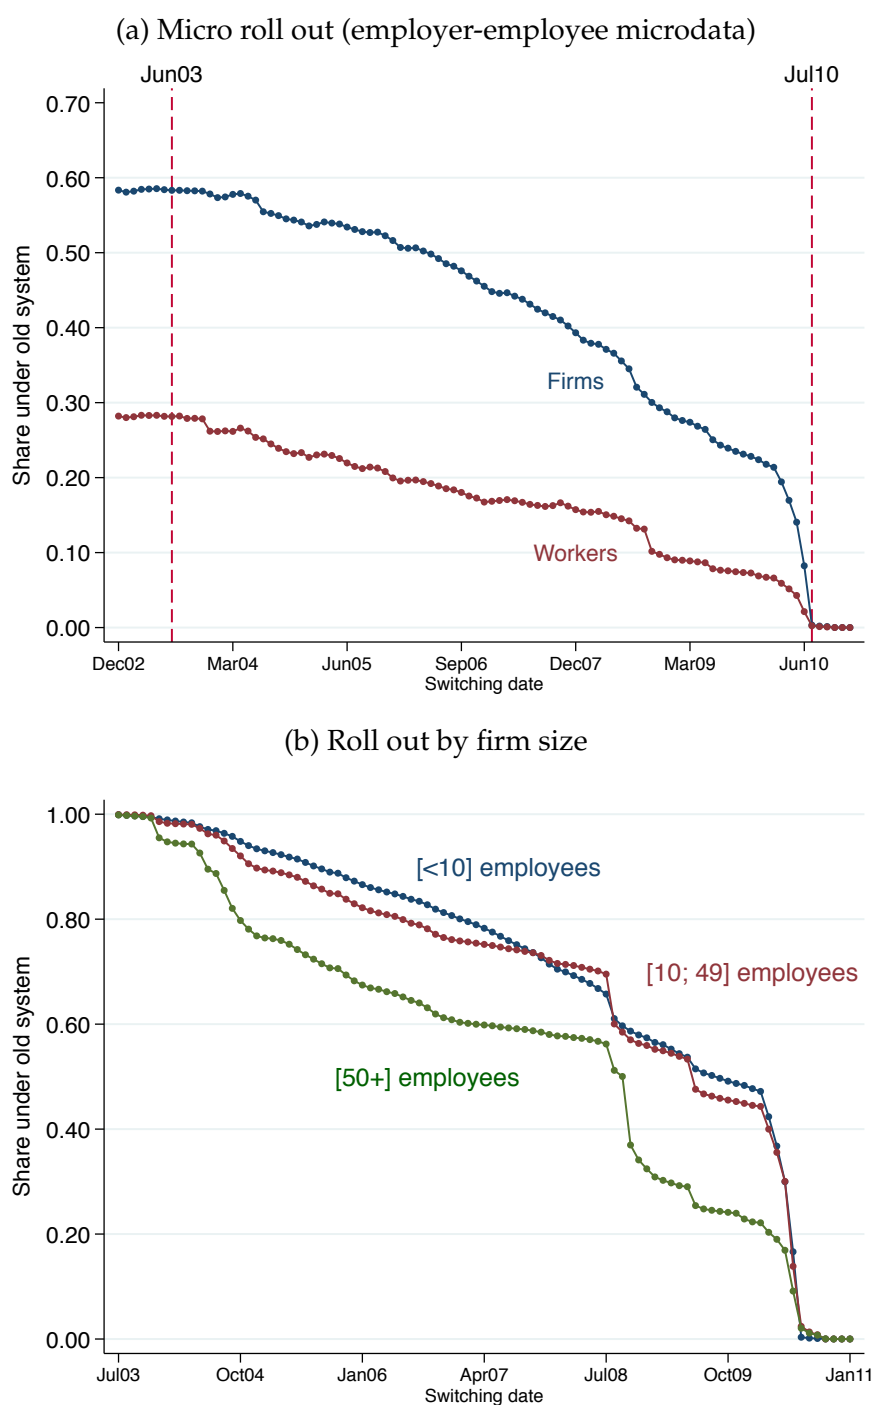 (a) Micro roll out (employer-employee microdata)
Jun03 Jul10
0.70
0.60
0.50
0.40
0.30
0.20
0.10
0.00
Share under old system
Firms
Workers
Dec02 Mar04 Jun05 Sep06 Dec07 Mar09 Jun10
Switching date
(b) Roll out by firm size
1.00
0.80
0.60
0.40
0.20
0.00
Share under old system
[<10] employees
[10; 49] employees
[50+] employees
Jul03 Oct04 Jan06 Apr07 Jul08 Oct09 Jan11
Switching date